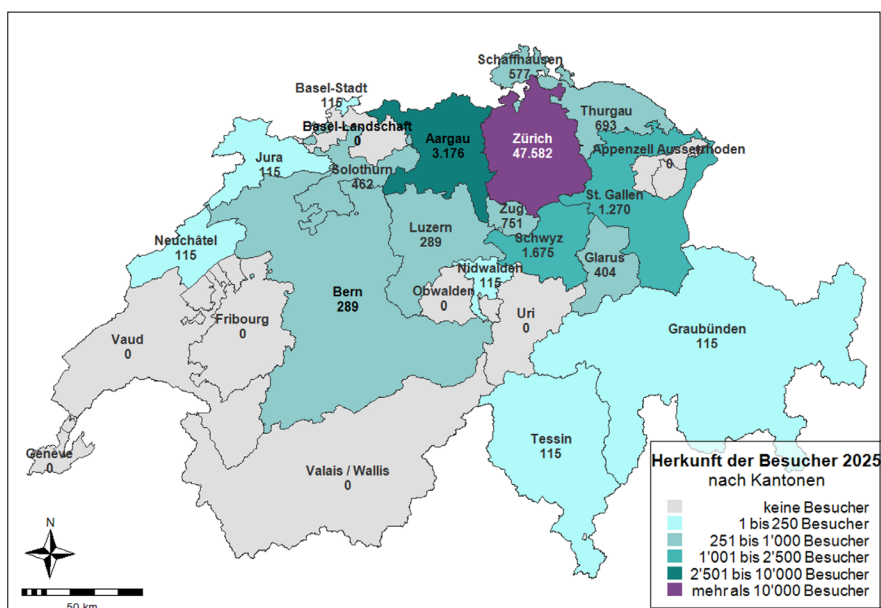 Schaffhausen
577
Basel-Stadt
115
Thurgau
693
Basel-Landschaft
0
Aargau
3.176
Zürich
47.582
Appenzell Ausserrhoden
0
Jura
115
Solothurn
462
St. Gallen
1.270
Zug
751
Luzern
289
Schwyz
1.675
Neuchâtel
115
Glarus
404
Nidwalden
115
Obwalden
0
Bern
289
Uri
0
Fribourg
0
Vaud
0
Graubünden
115
Tessin
115
Genève
0
Valais / Wallis
0
Herkunft der Besucher 2025
nach Kantonen
keine Besucher
1 bis 250 Besucher
251 bis 1'000 Besucher
1'001 bis 2'500 Besucher
2'501 bis 10'000 Besucher
mehr als 10'000 Besucher
N
50 km